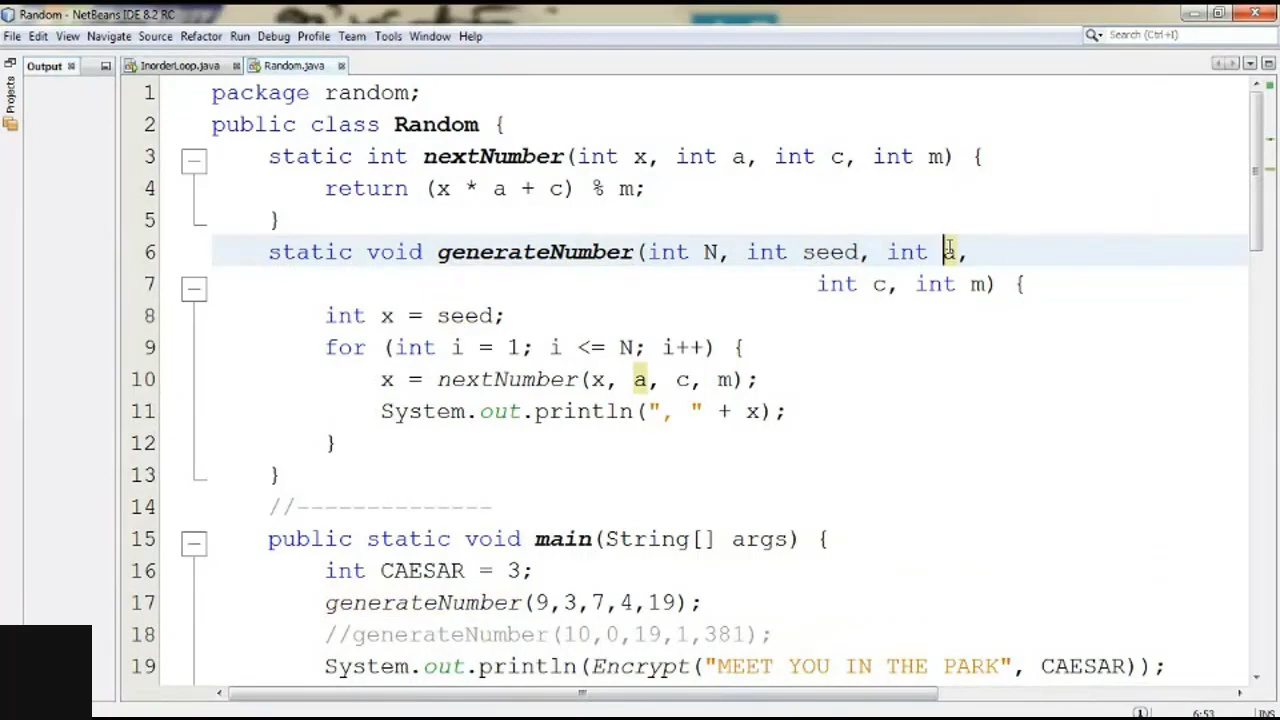 Random - NetBeans IDE 8.2 RC
File Edit View Navigate Source Refactor Run Debug Profile Team Tools Window Help
Search (Ctrl+I)
Projects
Output
InorderLoop.java
Random.java
1 package random;
2 public class Random {
3 static int nextNumber(int x, int a, int c, int m) {
4 return (x * a + c) % m;
5 }
6 static void generateNumber(int N, int seed, int a,
7 int c, int m) {
8 int x = seed;
9 for (int i = 1; i <= N; i++) {
10 x = nextNumber(x, a, c, m);
11 System.out.println(", " + x);
12 }
13 }
14 //--------------
15 public static void main(String[] args) {
16 int CAESAR = 3;
17 generateNumber(9,3,7,4,19);
18 //generateNumber(10,0,19,1,381);
19 System.out.println(Encrypt("MEET YOU IN THE PARK", CAESAR));
1 6:53 INS